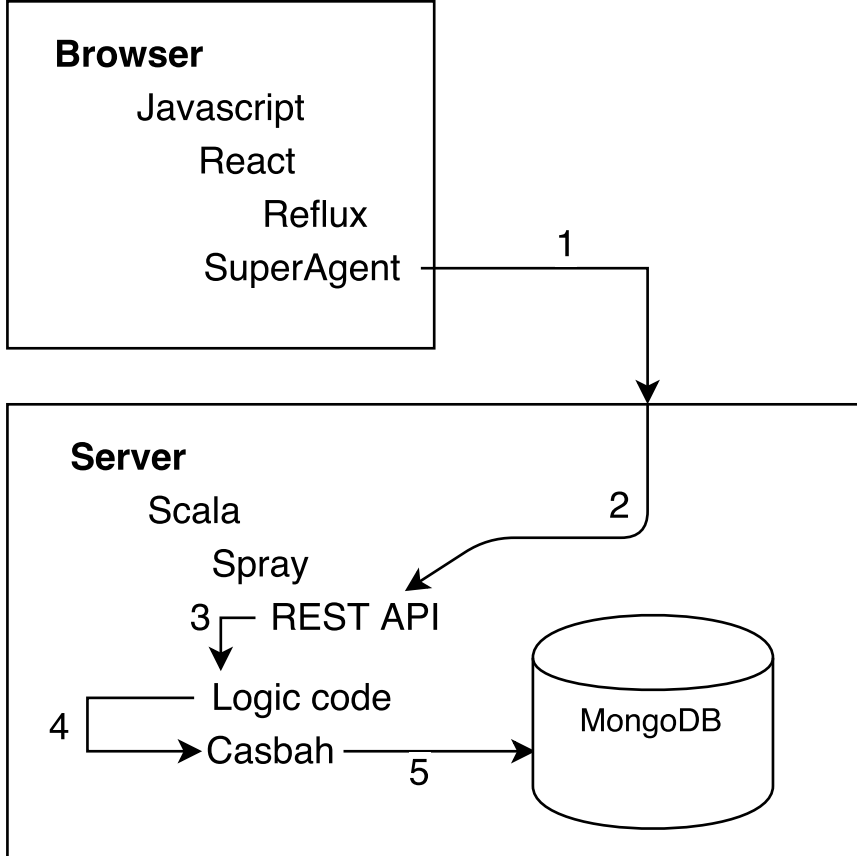 Browser
Javascript
React
Reflux
SuperAgent
1
Server
Scala
2
Spray
3
REST API
Logic code
4
MongoDB
Casbah
5